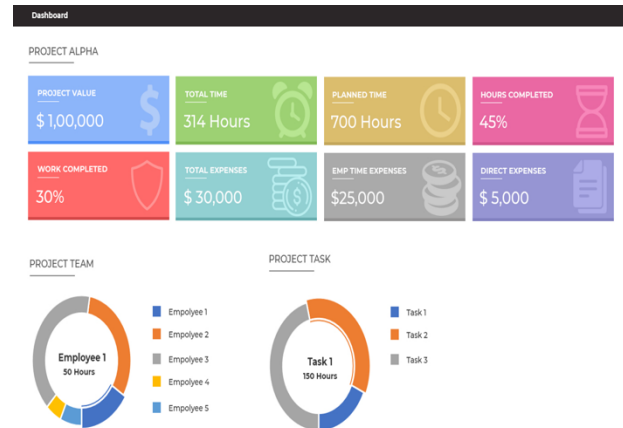 Dashboard
PROJECT ALPHA
PROJECT VALUE
$ 1,00,000
TOTAL TIME
314 Hours
PLANNED TIME
700 Hours
HOURS COMPLETED
45%
WORK COMPLETED
30%
TOTAL EXPENSES
$ 30,000
EMP TIME EXPENSES
$25,000
DIRECT EXPENSES
$ 5,000
PROJECT TEAM
Employee 1
50 Hours
Empolyee 1
Empolyee 2
Empolyee 3
Empolyee 4
Empolyee 5
PROJECT TASK
Task 1
150 Hours
Task 1
Task 2
Task 3